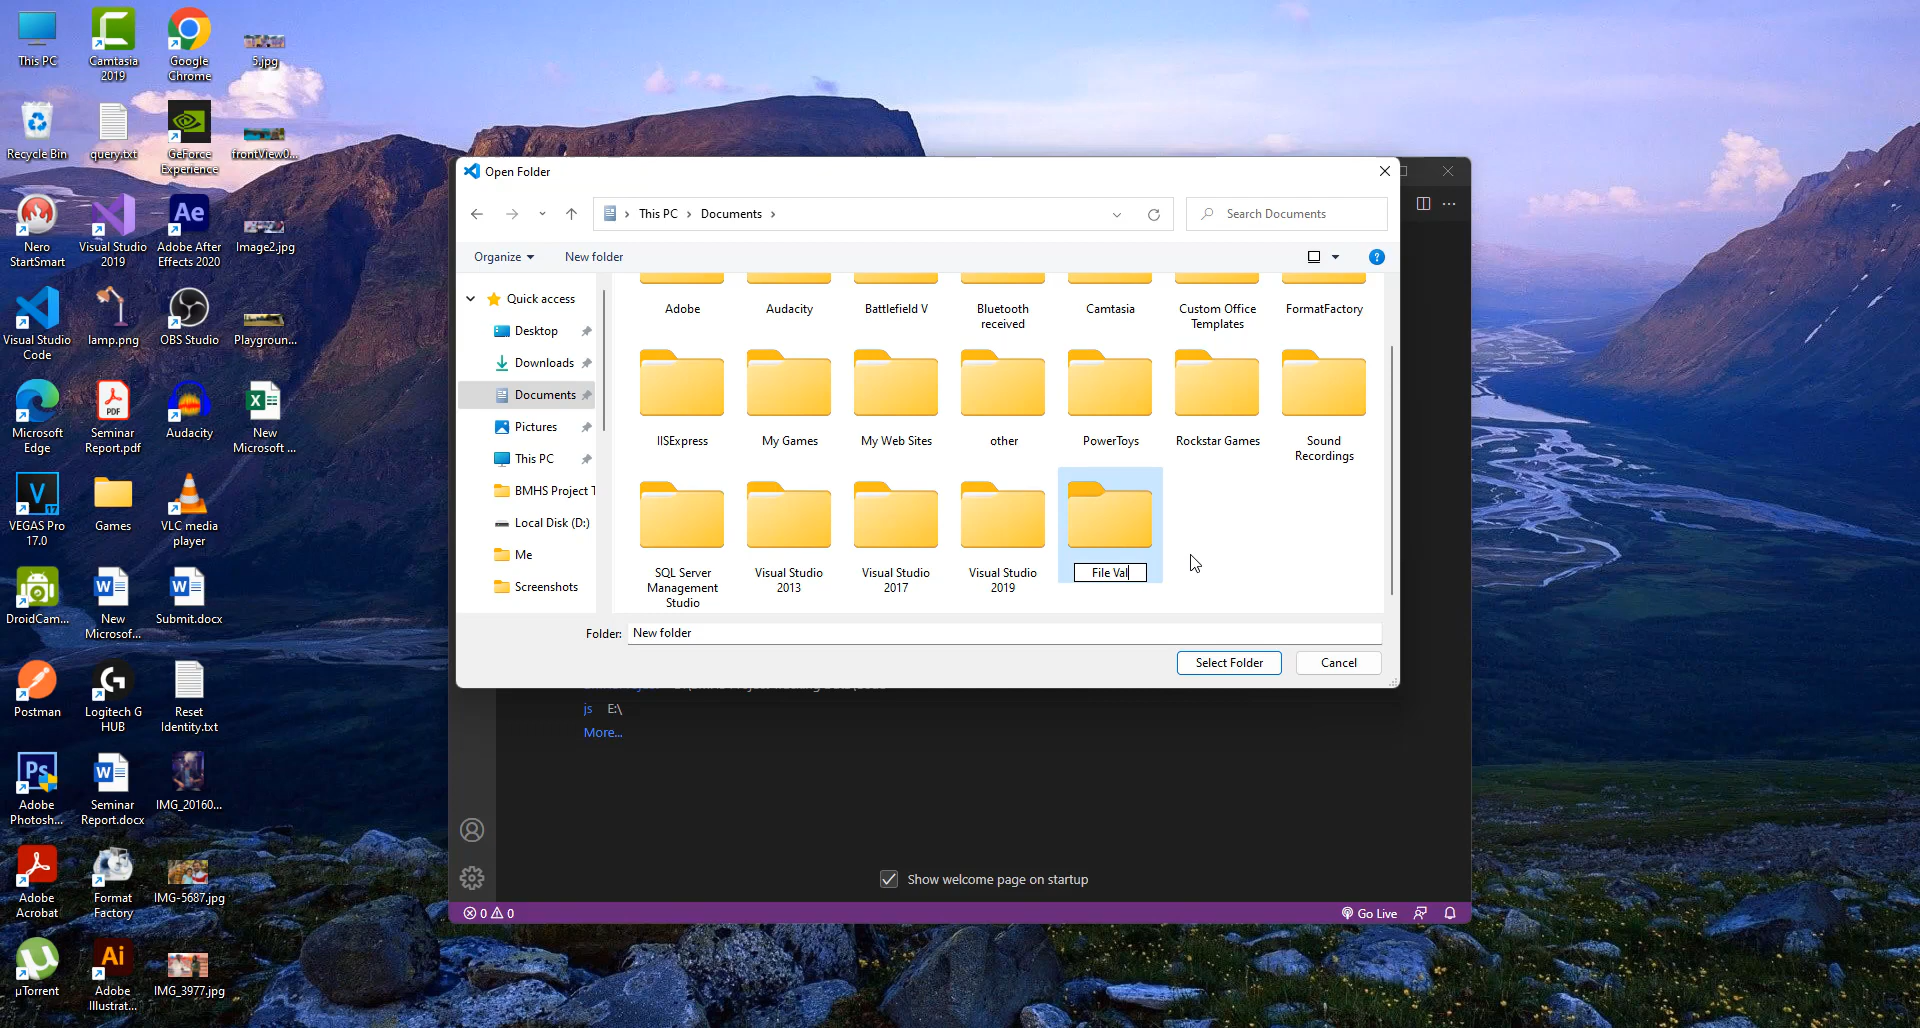 This PC
Camtasia
2019
Google
Chrome
5.jpg
Recycle Bin
query.txt
GeForce
Experience
frontView0...
Nero
StartSmart
Visual Studio
2019
Adobe After
Effects 2020
Image2.jpg
Visual Studio
Code
lamp.png
OBS Studio
Playgroun...
Microsoft
Edge
Seminar
Report.pdf
Audacity
New
Microsoft ...
VEGAS Pro
17.0
Games
VLC media
player
DroidCam...
New
Microsof...
Submit.docx
Postman
Logitech G
HUB
Reset
Identity.txt
Adobe
Photosh...
Seminar
Report.docx
IMG_20160...
Adobe
Acrobat
Format
Factory
IMG-5687.jpg
µTorrent
Adobe
Illustrat...
IMG_3977.jpg
Open Folder
This PC > Documents >
Search Documents
Organize
New folder
Quick access
Desktop
Downloads
Documents
Pictures
This PC
BMHS Project T
Local Disk (D:)
Me
Screenshots
Adobe
Audacity
Battlefield V
Bluetooth
received
Camtasia
Custom Office
Templates
FormatFactory
IISExpress
My Games
My Web Sites
other
PowerToys
Rockstar Games
Sound
Recordings
SQL Server
Management
Studio
Visual Studio
2013
Visual Studio
2017
Visual Studio
2019
File Val
Folder: New folder
Select Folder
Cancel
js E:\
More...
Show welcome page on startup
0 0
Go Live